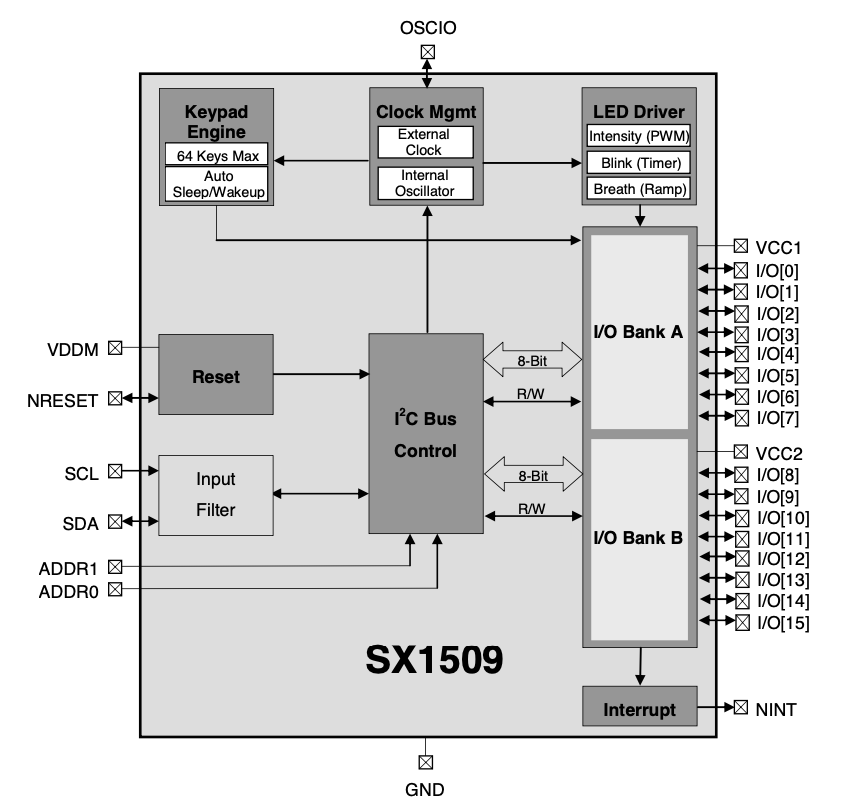 OSCIO
Keypad
Engine
64 Keys Max
Auto
Sleep/Wakeup
Clock Mgmt
External
Clock
Internal
Oscillator
LED Driver
Intensity (PWM)
Blink (Timer)
Breath (Ramp)
VCC1
I/O[0]
I/O[1]
I/O[2]
I/O[3]
I/O[4]
I/O[5]
I/O[6]
I/O[7]
I/O Bank A
VDDM
NRESET
Reset
8-Bit
R/W
I²C Bus
Control
SCL
SDA
Input
Filter
8-Bit
R/W
VCC2
I/O[8]
I/O[9]
I/O[10]
I/O[11]
I/O[12]
I/O[13]
I/O[14]
I/O[15]
I/O Bank B
ADDR1
ADDR0
SX1509
Interrupt
NINT
GND